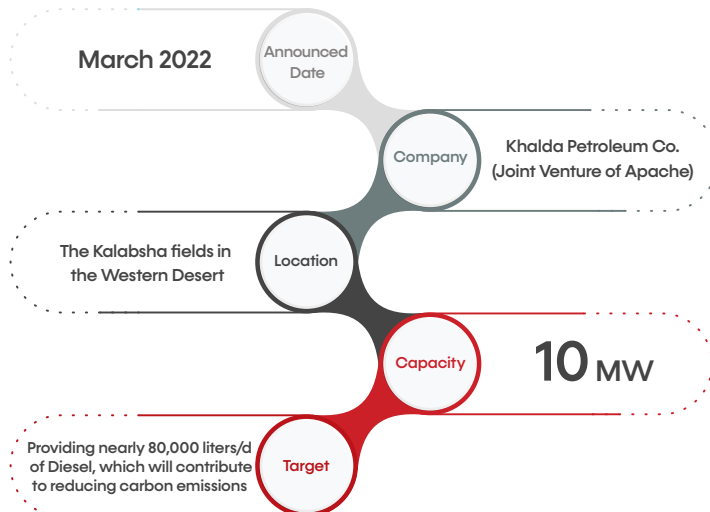 March 2022
Announced
Date
Company
Khalda Petroleum Co.
(Joint Venture of Apache)
The Kalabsha fields in
the Western Desert
Location
Capacity
10 MW
Providing nearly 80,000 liters/d
of Diesel, which will contribute
to reducing carbon emissions
Target